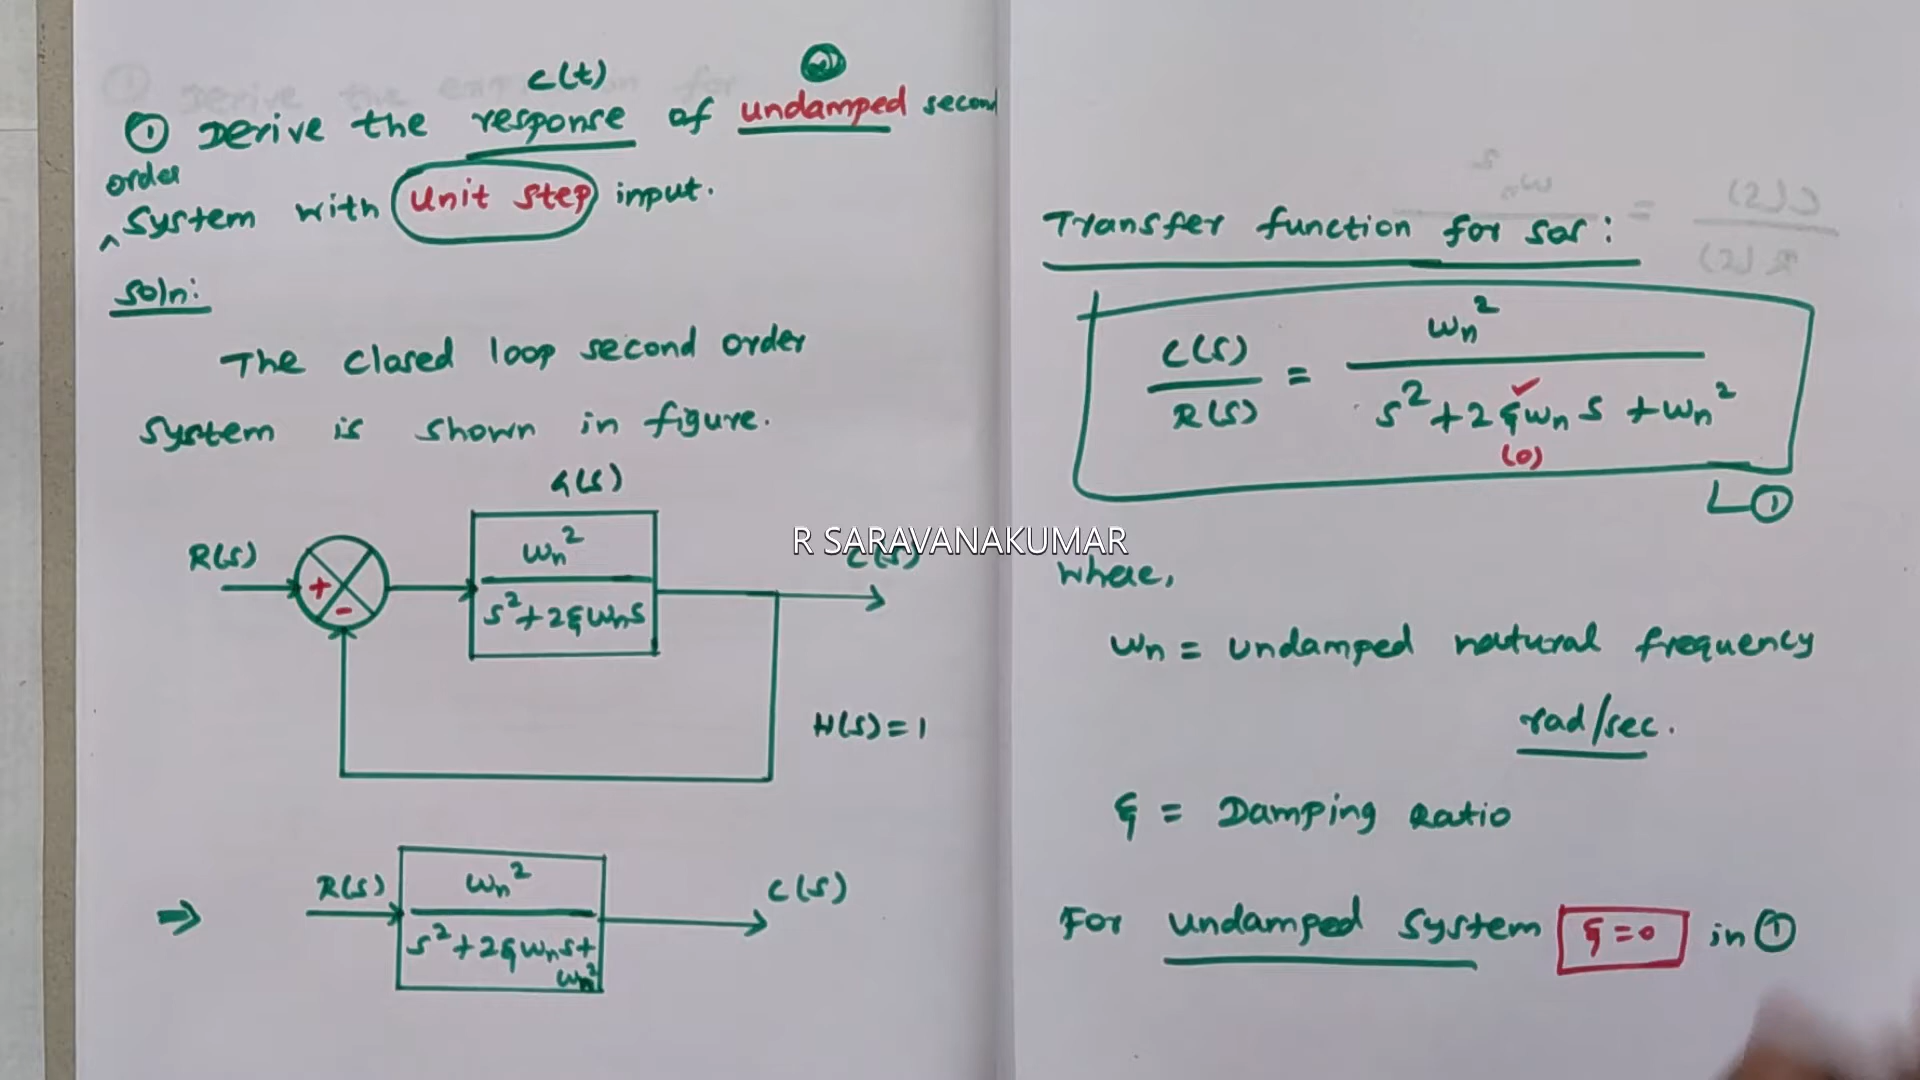 c(t)
① Derive the response of undamped second
order
^ system with unit step input.
Soln:
The closed loop second order
system is shown in figure.
G(s)
R(s)
+
-
ωn²
s²+2ξωns
C(s)
H(s)=1
⇒ R(s)
ωn²
s²+2ξωns+
ωn²
C(s)
Transfer function for sos:
C(s)/R(s) = ωn² / s²+2ξωn s+ωn²
(0)
①
where,
ωn = undamped natural frequency
rad/sec.
ξ = Damping Ratio
For undamped system ξ=0 in ①
R SARAVANAKUMAR